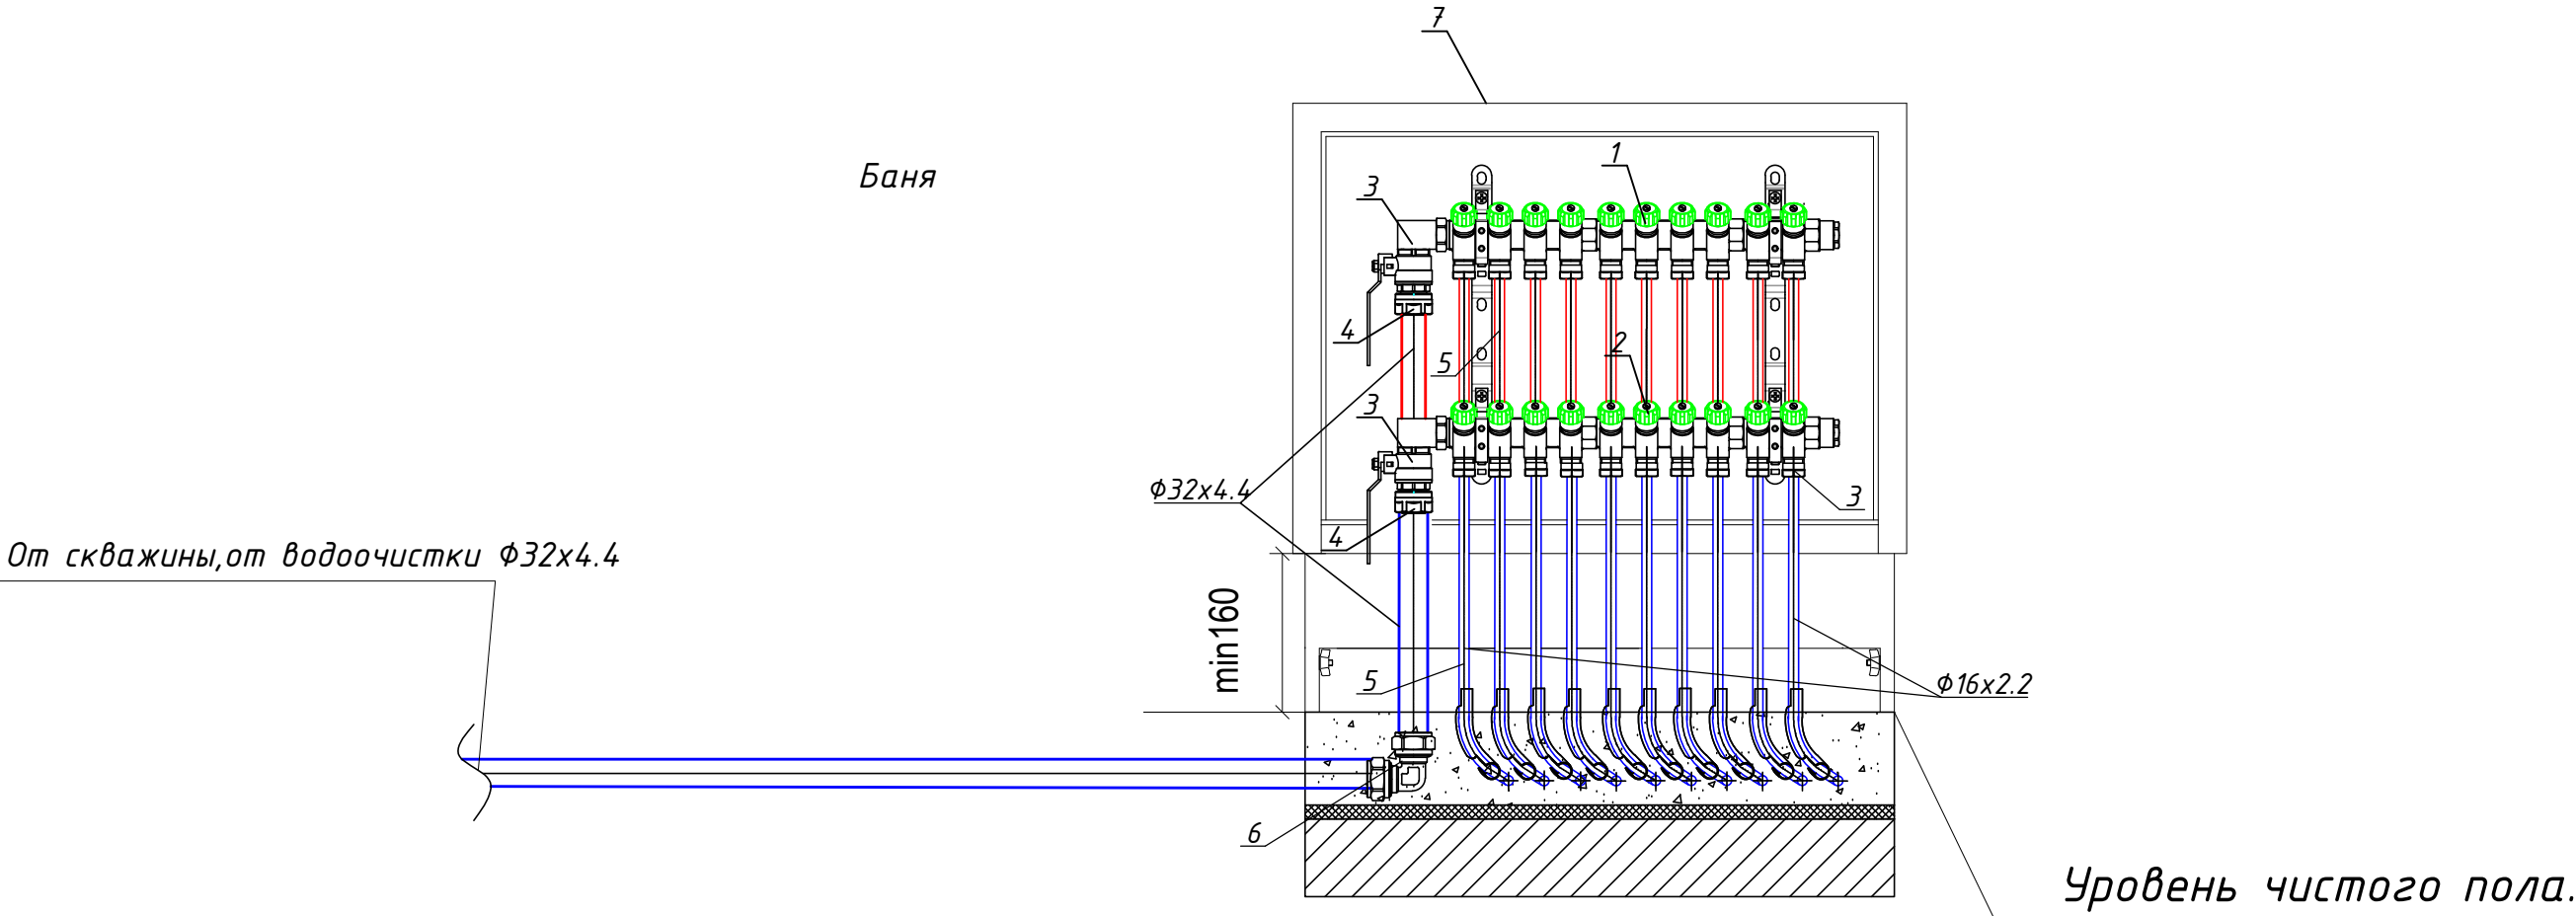 7
Баня
1
3
4
5
2
3
3
Ф32х4.4
3
4
От скважины,от водоочистки Ф32х4.4
min160
5
Ф16х2.2
6
Уровень чистого пола.